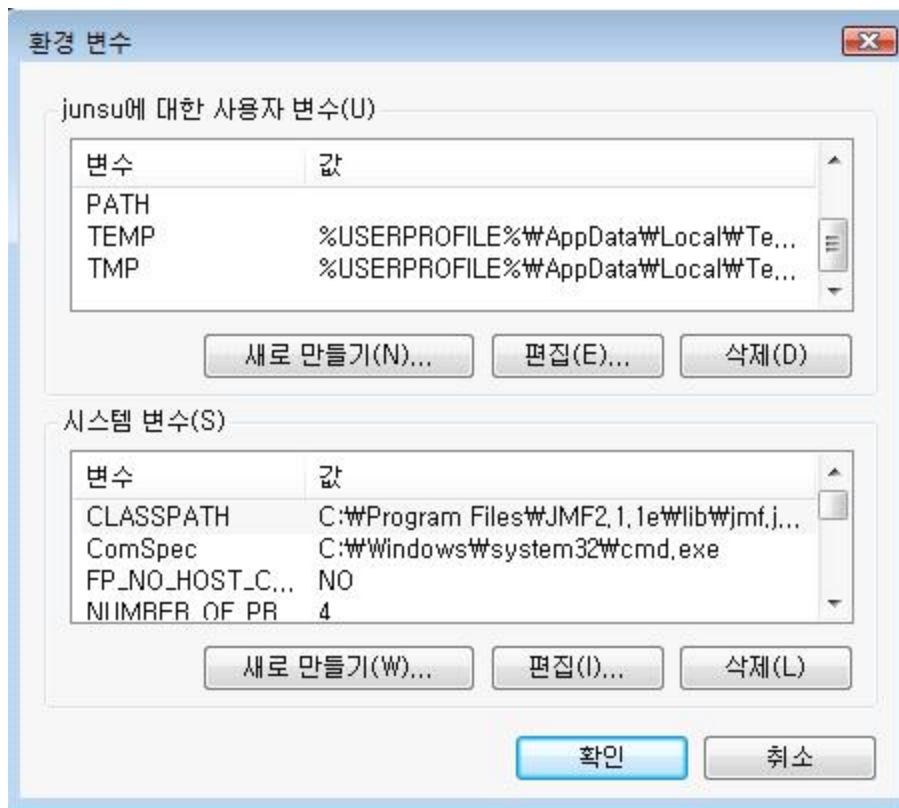 환경 변수
junsu에 대한 사용자 변수(U)
변수 값
PATH
TEMP %USERPROFILE%₩AppData₩Local₩Te...
TMP %USERPROFILE%₩AppData₩Local₩Te...
새로 만들기(N)... 편집(E)... 삭제(D)
시스템 변수(S)
변수 값
CLASSPATH C:₩Program Files₩JMF2.1.1e₩lib₩jmf.j...
ComSpec C:₩Windows₩system32₩cmd.exe
FP_NO_HOST_C... NO
NUMBER_OF_PR 4
새로 만들기(W)... 편집(I)... 삭제(L)
확인 취소